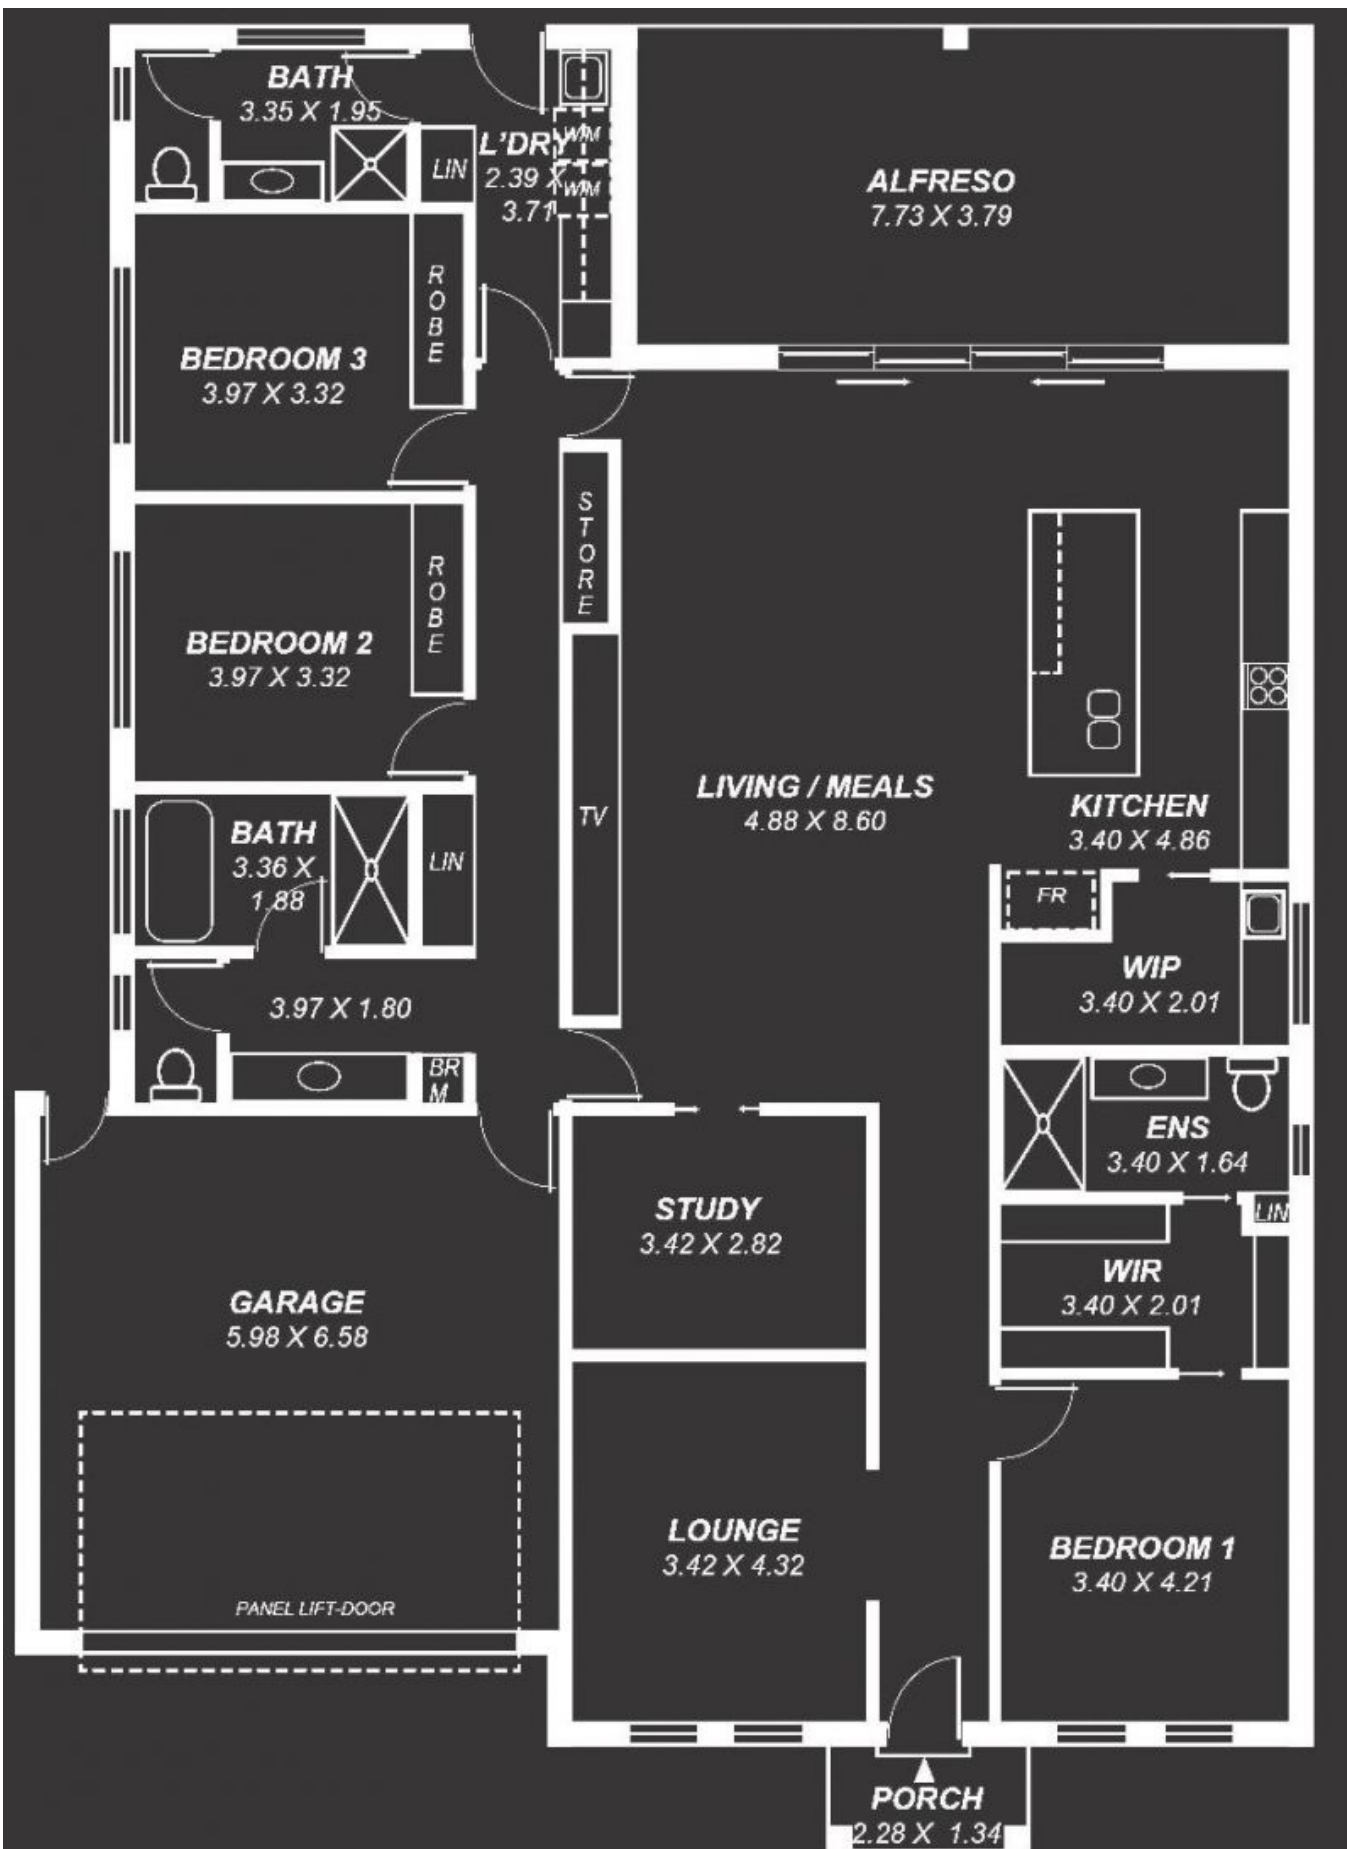 BATH
3.35 X 1.95
LIN
L'DRY
2.39 X
3.71
W/M
W/M
ALFRESO
7.73 X 3.79
ROBE
BEDROOM 3
3.97 X 3.32
STORE
ROBE
BEDROOM 2
3.97 X 3.32
TV
LIVING / MEALS
4.88 X 8.60
KITCHEN
3.40 X 4.86
BATH
3.36 X
1.88
LIN
FR
WIP
3.40 X 2.01
3.97 X 1.80
BR
M
ENS
3.40 X 1.64
LIN
STUDY
3.42 X 2.82
WIR
3.40 X 2.01
GARAGE
5.98 X 6.58
LOUNGE
3.42 X 4.32
BEDROOM 1
3.40 X 4.21
PANEL LIFT-DOOR
PORCH
2.28 X 1.34